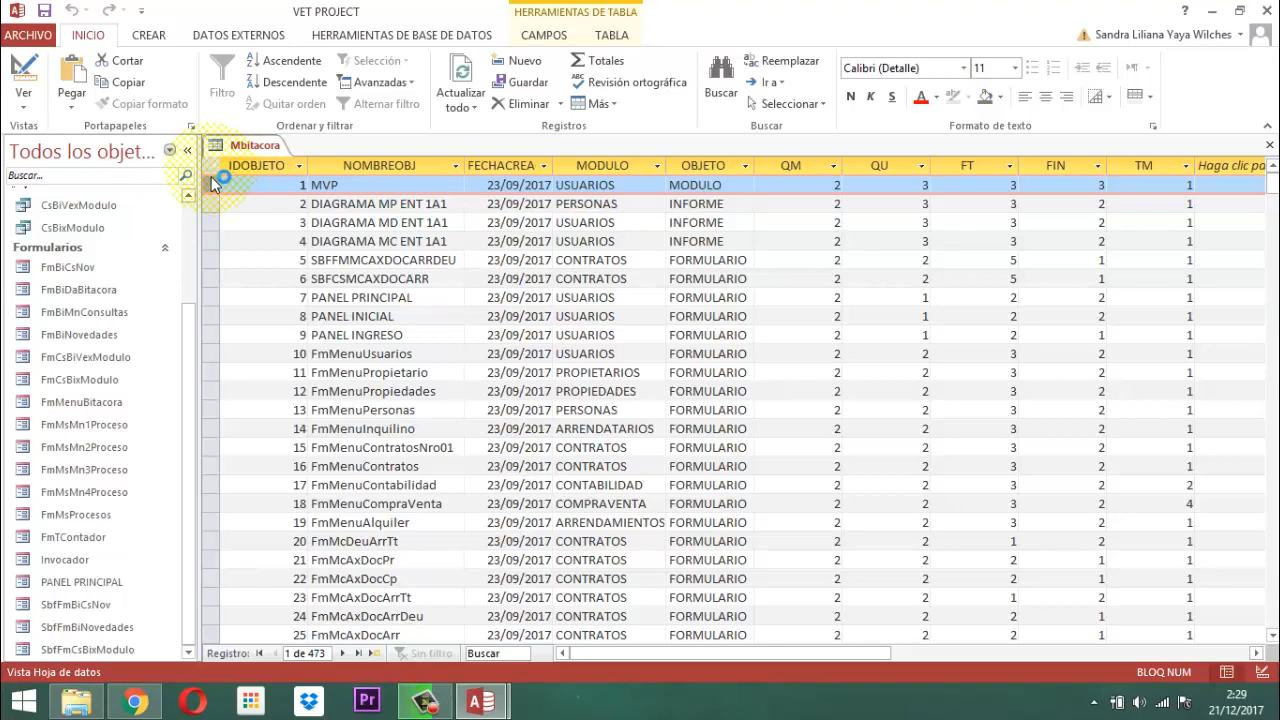 VET PROJECT
HERRAMIENTAS DE TABLA
ARCHIVO INICIO CREAR DATOS EXTERNOS HERRAMIENTAS DE BASE DE DATOS CAMPOS TABLA Sandra Liliana Yaya Wilches
Ver
Vistas
Pegar
Cortar
Copiar
Copiar formato
Portapapeles
Filtro
Ascendente
Descendente
Quitar orden
Selección
Avanzadas
Alternar filtro
Ordenar y filtrar
Actualizar
todo
Nuevo
Guardar
Eliminar
Totales
Revisión ortográfica
Más
Registros
Buscar
Reemplazar
Ir a
Seleccionar
Buscar
Calibri (Detalle) 11
N K S A
Formato de texto
Todos los objet...
Buscar...
CsBiVexModulo
CsBixModulo
Formularios
FmBiCsNov
FmBiDaBitacora
FmBiMnConsultas
FmBiNovedades
FmCsBiVexModulo
FmCsBixModulo
FmMenuBitacora
FmMsMn1Proceso
FmMsMn2Proceso
FmMsMn3Proceso
FmMsMn4Proceso
FmMsProcesos
FmTContador
Invocador
PANEL PRINCIPAL
SbfFmBiCsNov
SbfFmBiNovedades
SbfFmCsBixModulo
Mbitacora
IDOBJETO NOMBREOBJ FECHACREA MODULO OBJETO QM QU FT FIN TM Haga clic pa
1 MVP 23/09/2017 USUARIOS MODULO 2 3 3 3 1
2 DIAGRAMA MP ENT 1A1 23/09/2017 PERSONAS INFORME 2 3 3 2 1
3 DIAGRAMA MD ENT 1A1 23/09/2017 USUARIOS INFORME 2 3 3 2 1
4 DIAGRAMA MC ENT 1A1 23/09/2017 USUARIOS INFORME 2 3 3 2 1
5 SBFFMMCAXDOCARRDEU 23/09/2017 CONTRATOS FORMULARIO 2 2 5 1 1
6 SBFCSMCAXDOCARR 23/09/2017 CONTRATOS FORMULARIO 2 2 5 1 1
7 PANEL PRINCIPAL 23/09/2017 USUARIOS FORMULARIO 2 1 2 2 1
8 PANEL INICIAL 23/09/2017 USUARIOS FORMULARIO 2 1 2 2 1
9 PANEL INGRESO 23/09/2017 USUARIOS FORMULARIO 2 1 2 1 1
10 FmMenuUsuarios 23/09/2017 USUARIOS FORMULARIO 2 2 3 2 1
11 FmMenuPropietario 23/09/2017 PROPIETARIOS FORMULARIO 2 2 3 2 1
12 FmMenuPropiedades 23/09/2017 PROPIEDADES FORMULARIO 2 2 3 2 1
13 FmMenuPersonas 23/09/2017 PERSONAS FORMULARIO 2 2 3 2 1
14 FmMenuInquilino 23/09/2017 ARRENDATARIOS FORMULARIO 2 2 3 2 1
15 FmMenuContratosNro01 23/09/2017 CONTRATOS FORMULARIO 2 2 3 2 1
16 FmMenuContratos 23/09/2017 CONTRATOS FORMULARIO 2 2 3 2 1
17 FmMenuContabilidad 23/09/2017 CONTABILIDAD FORMULARIO 2 2 3 2 2
18 FmMenuCompraVenta 23/09/2017 COMPRAVENTA FORMULARIO 2 2 3 2 4
19 FmMenuAlquiler 23/09/2017 ARRENDAMIENTOS FORMULARIO 2 2 3 2 1
20 FmMcDeuArrTt 23/09/2017 CONTRATOS FORMULARIO 2 2 1 2 1
21 FmMcAxDocPr 23/09/2017 CONTRATOS FORMULARIO 2 2 2 1 1
22 FmMcAxDocCp 23/09/2017 CONTRATOS FORMULARIO 2 2 2 1 1
23 FmMcAxDocArrTt 23/09/2017 CONTRATOS FORMULARIO 2 2 1 2 1
24 FmMcAxDocArrDeu 23/09/2017 CONTRATOS FORMULARIO 2 2 2 1 1
25 FmMcAxDocArr 23/09/2017 CONTRATOS FORMULARIO 2 2 2 1 1
Registro: 1 de 473 Sin filtro Buscar
Vista Hoja de datos BLOQ NUM
Pr
2:29
21/12/2017